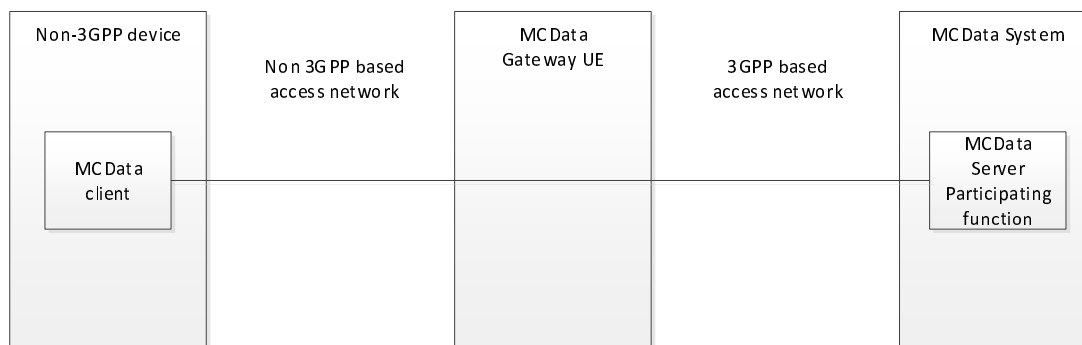 Non-3GPP device
MCData
Gateway UE
MCData System
Non 3GPP based
access network
3GPP based
access network
MCData
client
MCData
Server
Participating
function